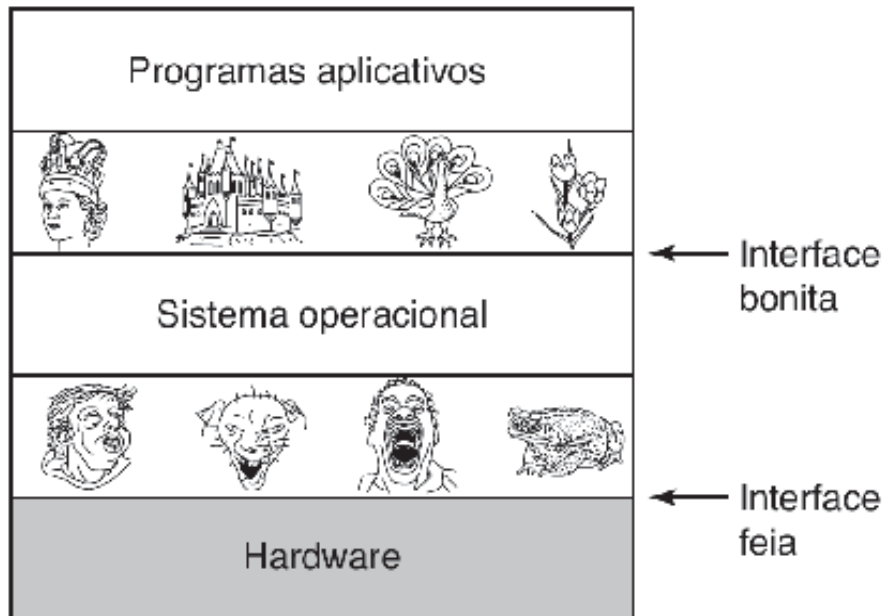 Programas aplicativos
Interface
bonita
Sistema operacional
Interface
feia
Hardware